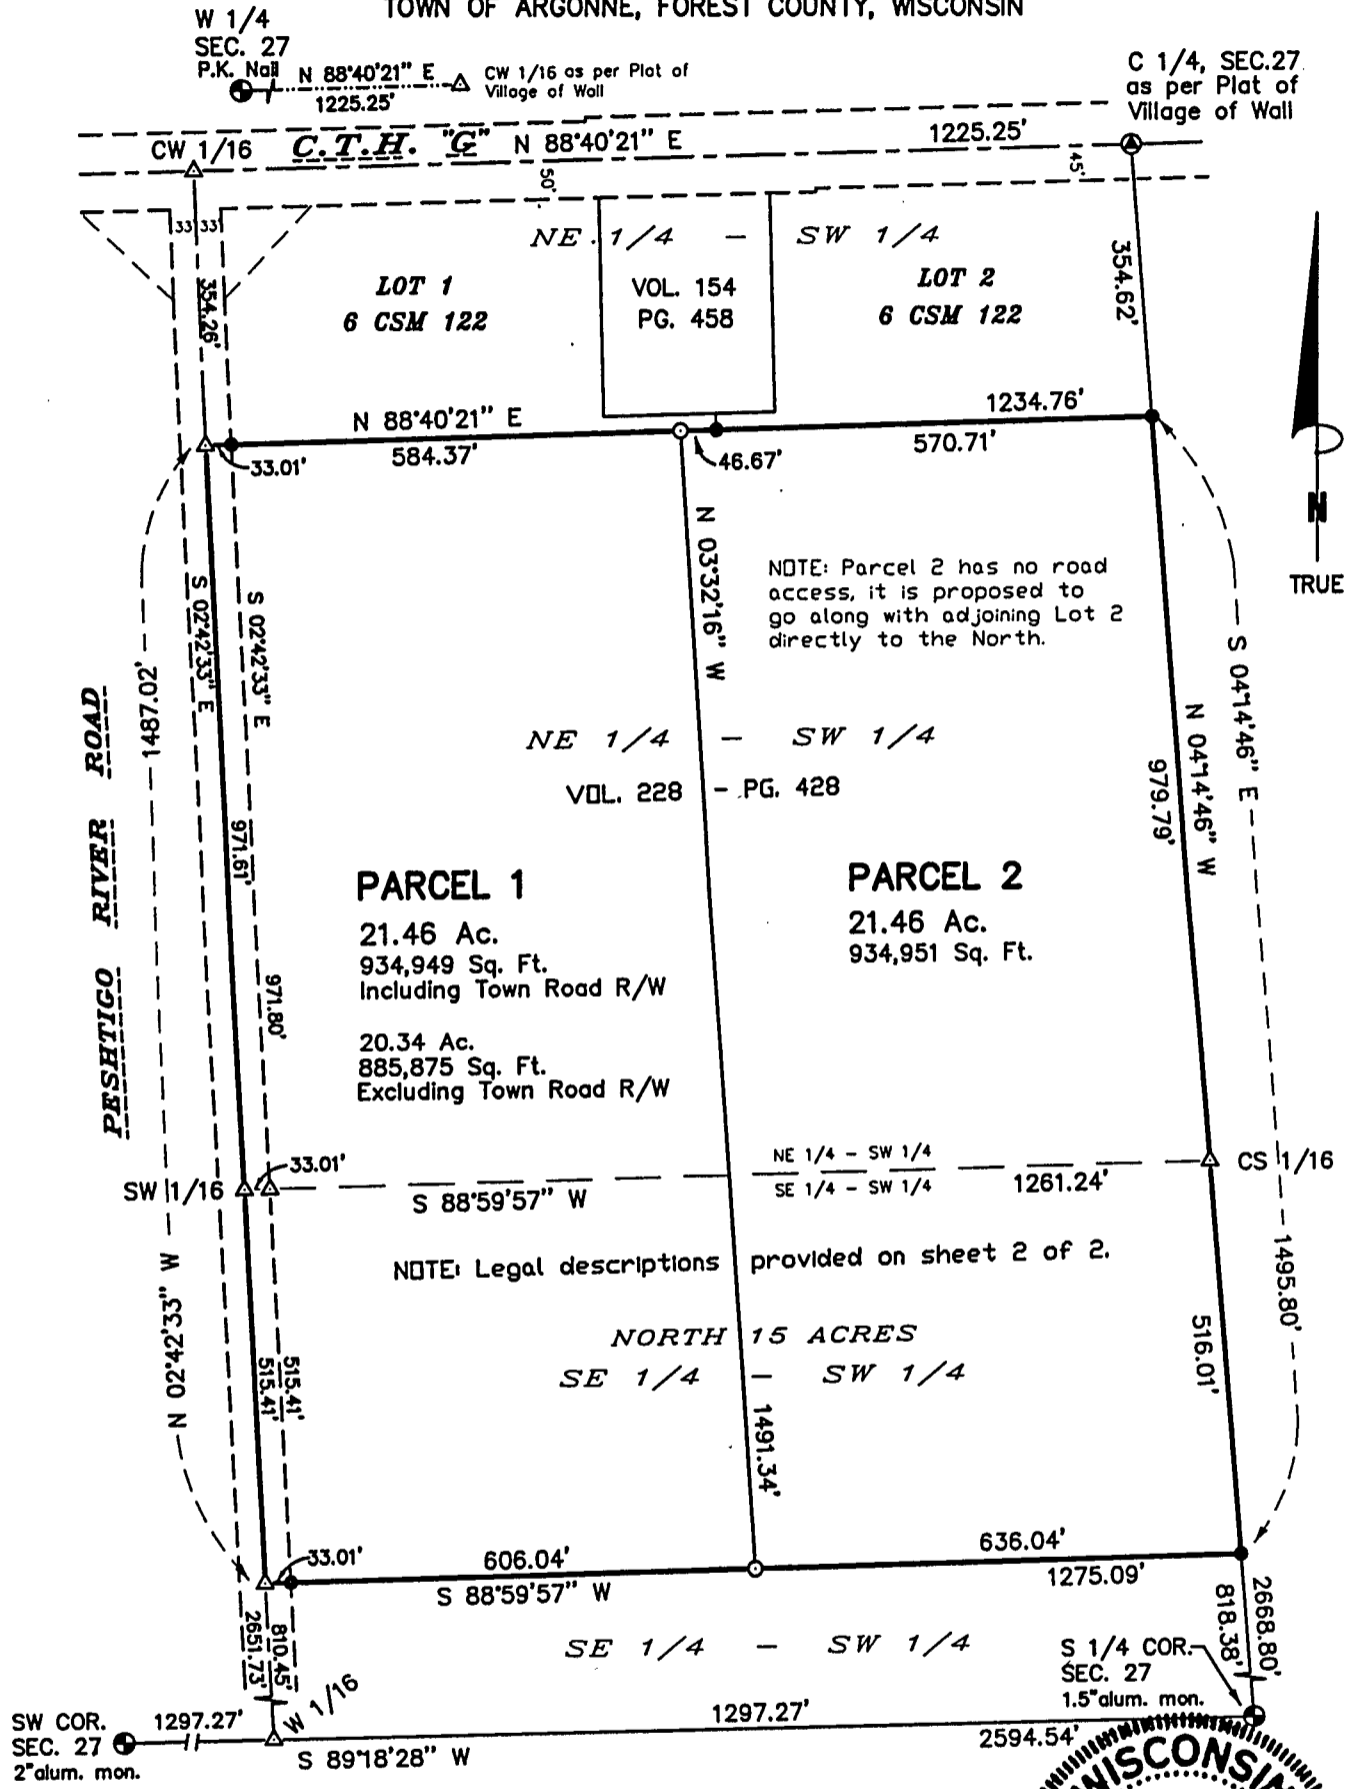 TOWN OF ARGONNE, FOREST COUNTY, WISCONSIN
W 1/4
SEC. 27
P.K. Nail
N 88°40'21" E
1225.25'
CW 1/16 as per Plat of
Village of Wall
C 1/4, SEC.27
as per Plat of
Village of Wall
CW 1/16
C.T.H. "G"
N 88°40'21" E
1225.25'
50'
45'
33'
33'
354.26'
NE 1/4 - SW 1/4
LOT 1
6 CSM 122
VOL. 154
PG. 458
LOT 2
6 CSM 122
354.62'
N 88°40'21" E
1234.76'
33.01'
584.37'
46.67'
570.71'
N
TRUE
N 03°32'16" W
NOTE: Parcel 2 has no road
access, it is proposed to
go along with adjoining Lot 2
directly to the North.
S 02°42'33" E
S 02°42'33" E
1487.02'
PESHTIGO RIVER ROAD
971.61'
971.80'
NE 1/4 - SW 1/4
VOL. 228 - PG. 428
S 04°14'46" E
N 04°14'46" W
979.79'
PARCEL 1
21.46 Ac.
934,949 Sq. Ft.
Including Town Road R/W
20.34 Ac.
885,875 Sq. Ft.
Excluding Town Road R/W
PARCEL 2
21.46 Ac.
934,951 Sq. Ft.
33.01'
SW 1/16
S 88°59'57" W
NE 1/4 - SW 1/4
SE 1/4 - SW 1/4
1261.24'
CS 1/16
NOTE: Legal descriptions provided on sheet 2 of 2.
N 02°42'33" W
1495.80'
516.01'
NORTH 15 ACRES
SE 1/4 - SW 1/4
515.41'
515.41'
1491.34'
33.01'
606.04'
636.04'
S 88°59'57" W
1275.09'
2651.73'
810.45'
SE 1/4 - SW 1/4
818.38'
2668.80'
S 1/4 COR.
SEC. 27
1.5" alum. mon.
W 1/16
SW COR.
SEC. 27
2" alum. mon.
1297.27'
1297.27'
S 89°18'28" W
2594.54'
WISCONSIN